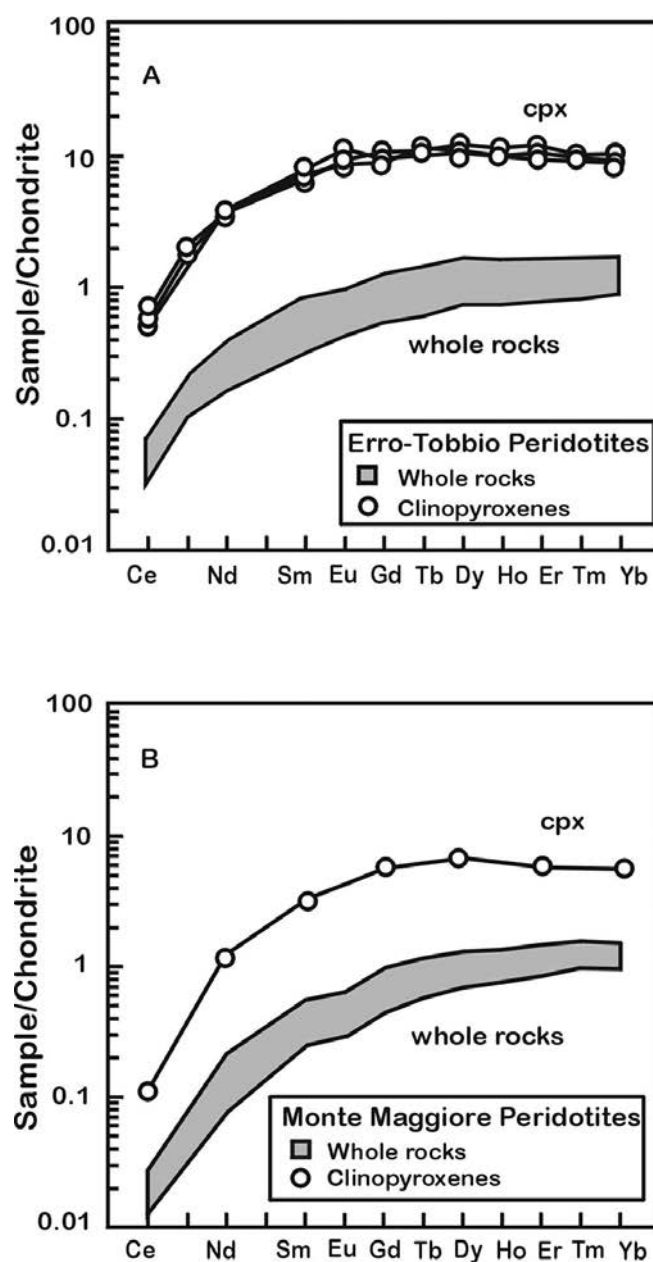 100
A
cpx
10
Sample/Chondrite
1
whole rocks
0.1
Erro-Tobbio Peridotites
Whole rocks
Clinopyroxenes
0.01
Ce Nd Sm Eu Gd Tb Dy Ho Er Tm Yb
100
B
cpx
10
Sample/Chondrite
1
whole rocks
0.1
Monte Maggiore Peridotites
Whole rocks
Clinopyroxenes
0.01
Ce Nd Sm Eu Gd Tb Dy Ho Er Tm Yb